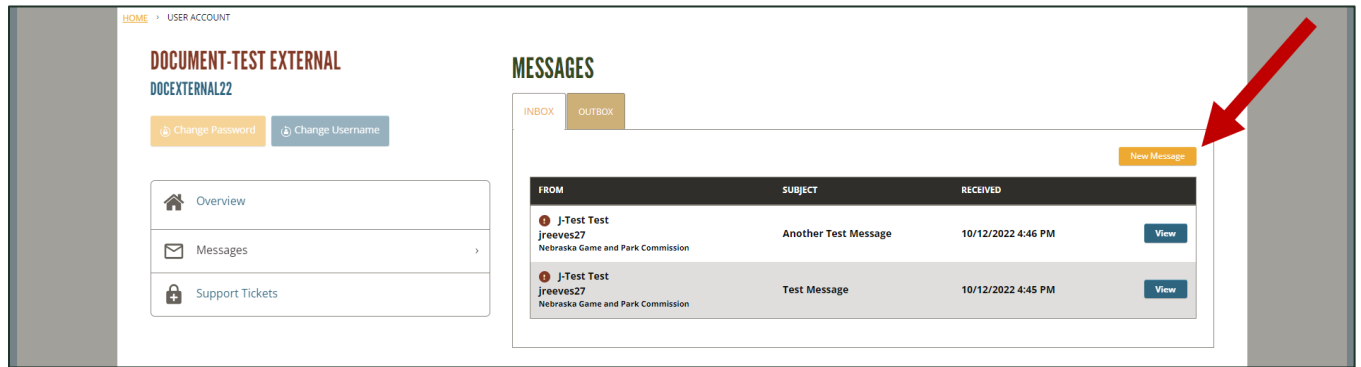 HOME › USER ACCOUNT
DOCUMENT-TEST EXTERNAL
DOCEXTERNAL22
Change Password Change Username
Overview
Messages ›
Support Tickets
MESSAGES
INBOX OUTBOX
New Message
FROM SUBJECT RECEIVED
J-Test Test
jreeves27 Another Test Message 10/12/2022 4:46 PM View
Nebraska Game and Park Commission
J-Test Test
jreeves27 Test Message 10/12/2022 4:45 PM View
Nebraska Game and Park Commission